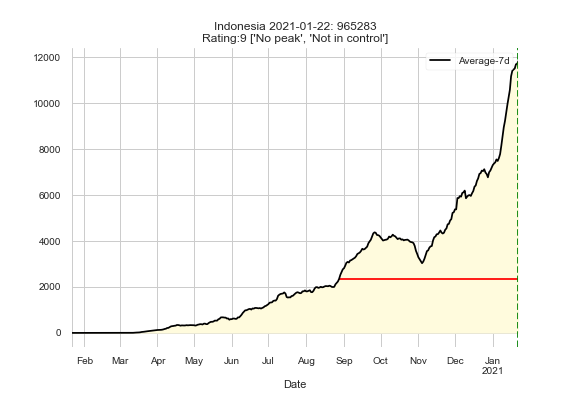 Indonesia 2021-01-22: 965283
Rating:9 ['No peak', 'Not in control']
Average-7d
12000
10000
8000
6000
4000
2000
0
Feb Mar Apr May Jun Jul Aug Sep Oct Nov Dec Jan
2021
Date